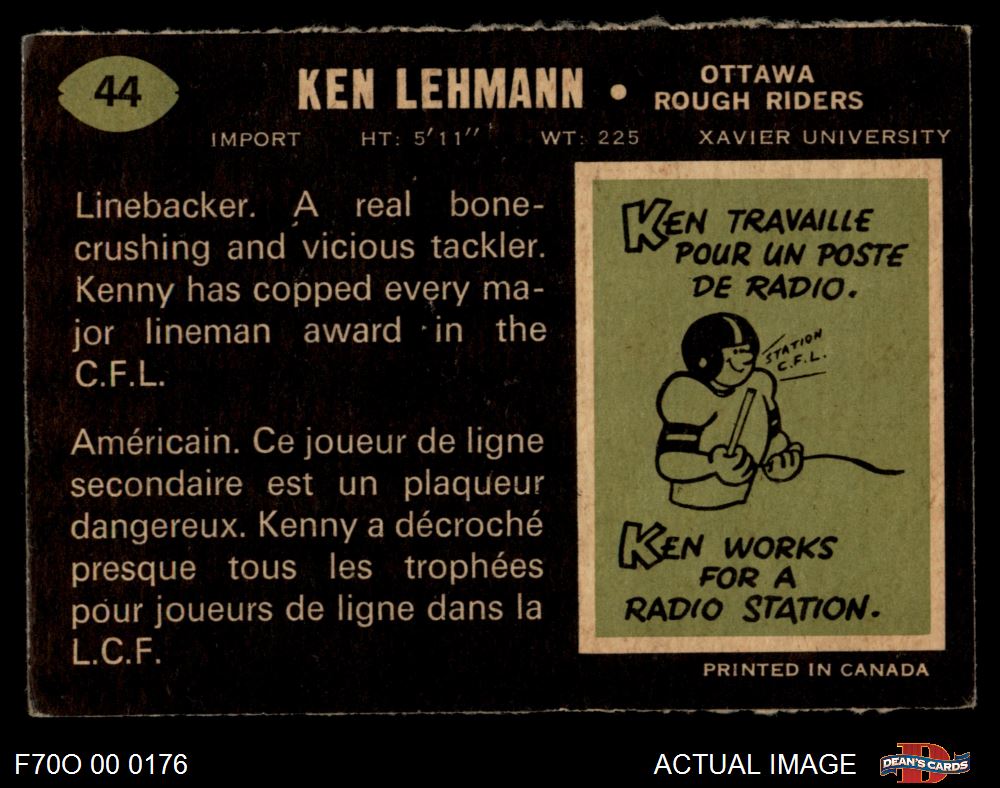 44
KEN LEHMANN • OTTAWA
ROUGH RIDERS
IMPORT HT: 5'11" WT: 225 XAVIER UNIVERSITY
Linebacker. A real bone-
crushing and vicious tackler.
Kenny has copped every ma-
jor lineman award in the
C.F.L.
Américain. Ce joueur de ligne
secondaire est un plaqueur
dangereux. Kenny a décroché
presque tous les trophées
pour joueurs de ligne dans la
L.C.F.
KEN TRAVAILLE
POUR UN POSTE
DE RADIO.
STATION
C.F.L.
KEN WORKS
FOR A
RADIO STATION.
PRINTED IN CANADA
F70O 00 0176
ACTUAL IMAGE
D
DEAN'S CARDS